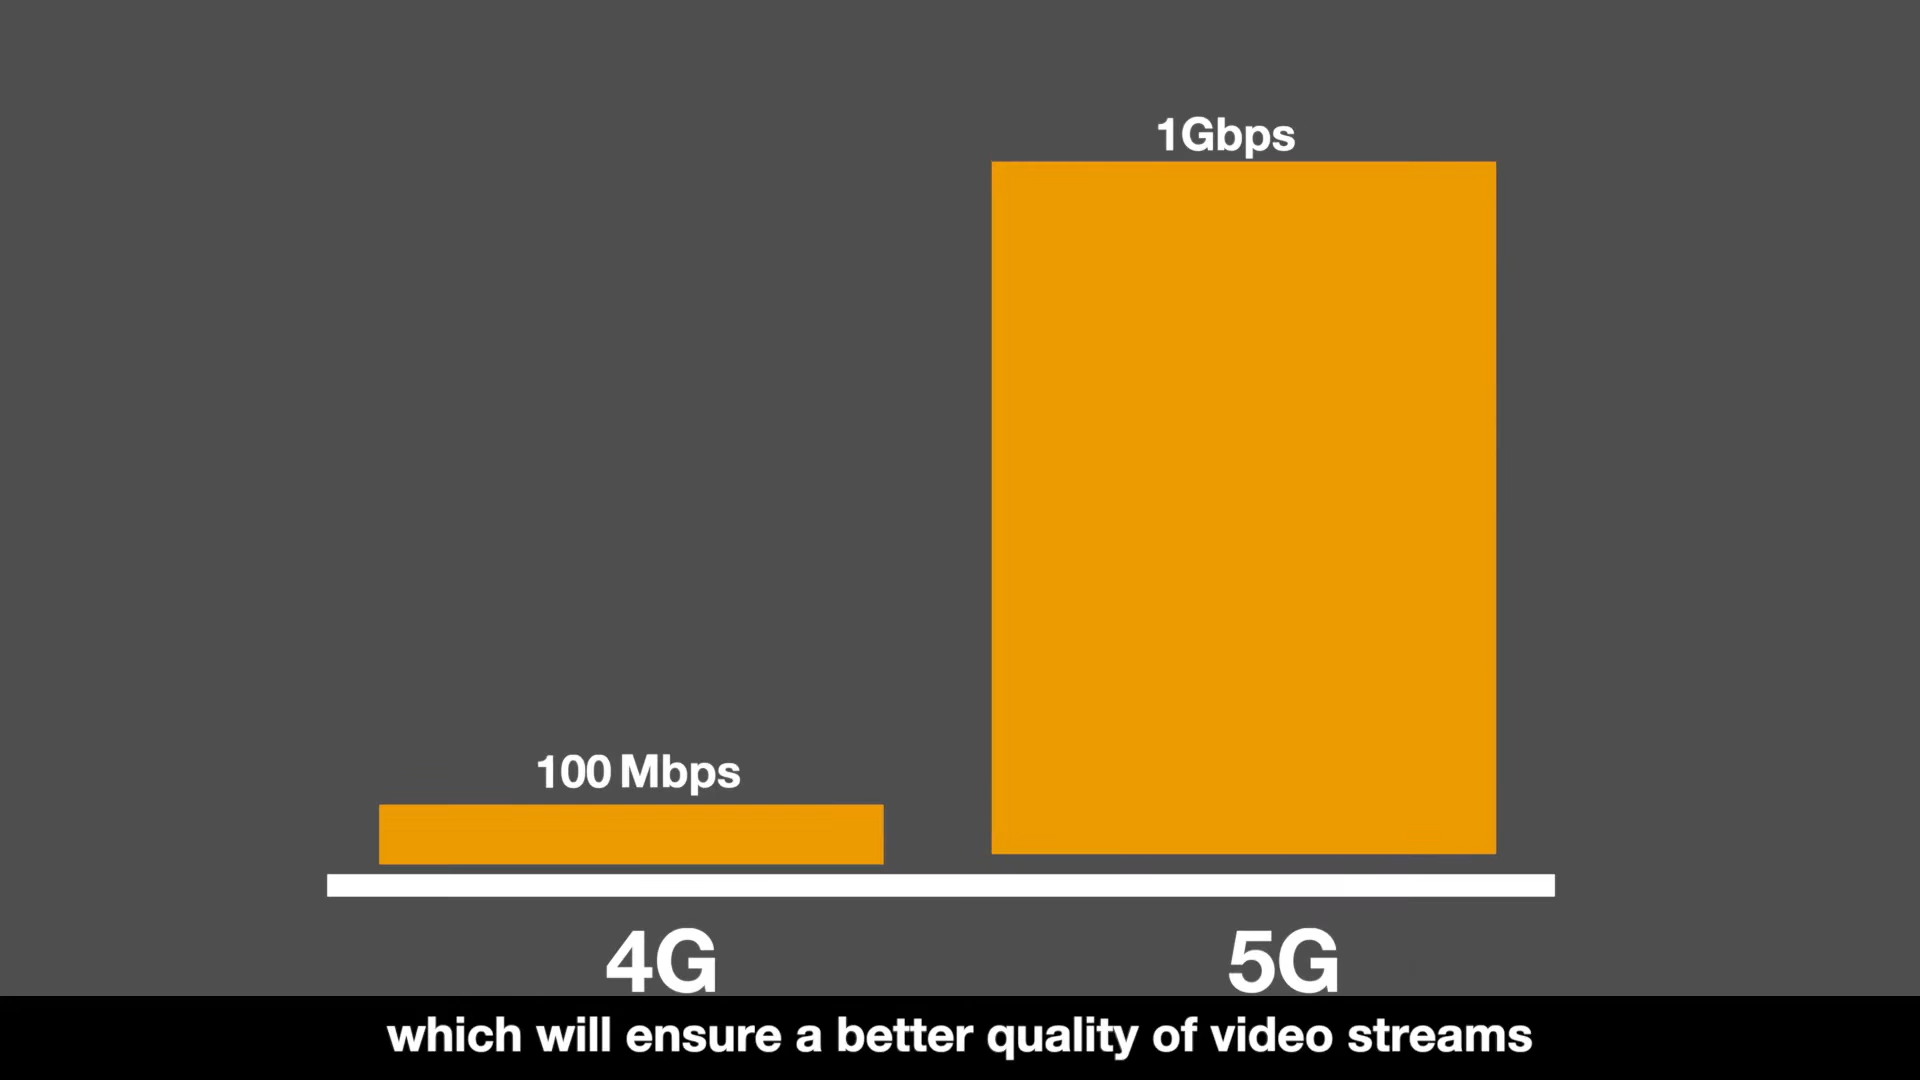 1Gbps
100 Mbps
4G 5G
which will ensure a better quality of video streams